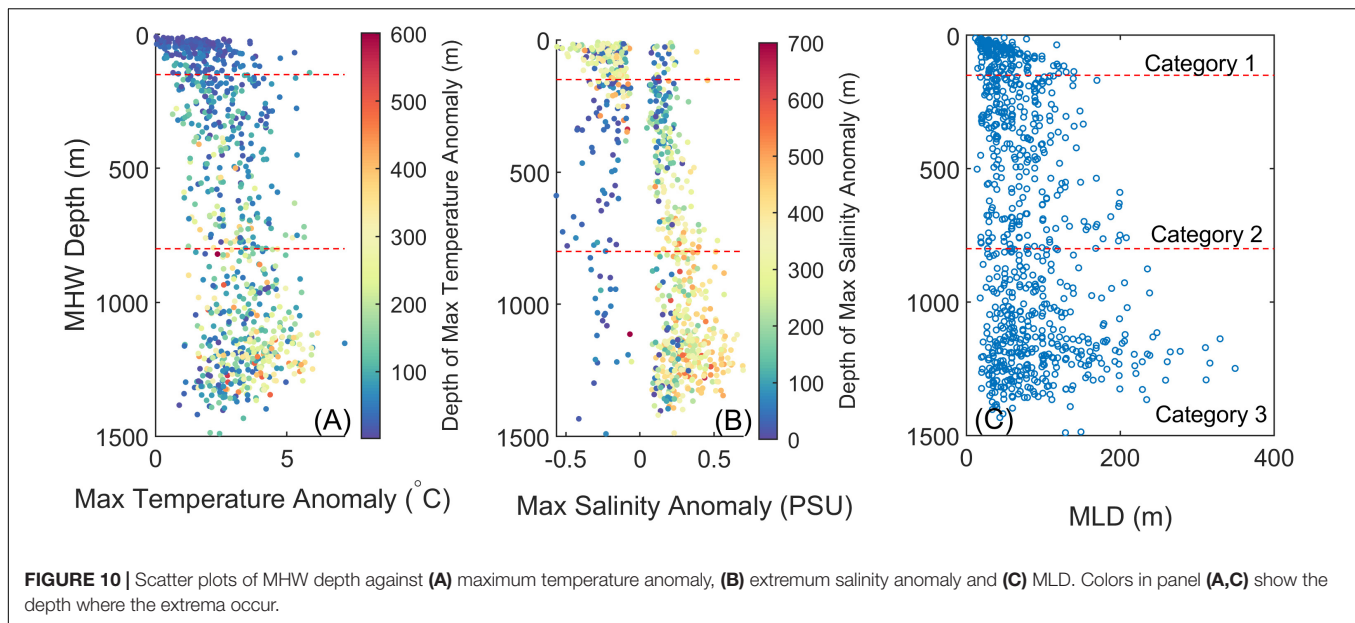 0
500
1000
1500
MHW Depth (m)
0
5
Max Temperature Anomaly (°C)
(A)
600
500
400
300
200
100
Depth of Max Temperature Anomaly (m)
0
500
1000
1500
-0.5
0
0.5
Max Salinity Anomaly (PSU)
(B)
700
600
500
400
300
200
100
0
Depth of Max Salinity Anomaly (m)
0
500
1000
1500
Category 1
Category 2
Category 3
(C)
0
200
400
MLD (m)
FIGURE 10 | Scatter plots of MHW depth against (A) maximum temperature anomaly, (B) extremum salinity anomaly and (C) MLD. Colors in panel (A,C) show the
depth where the extrema occur.